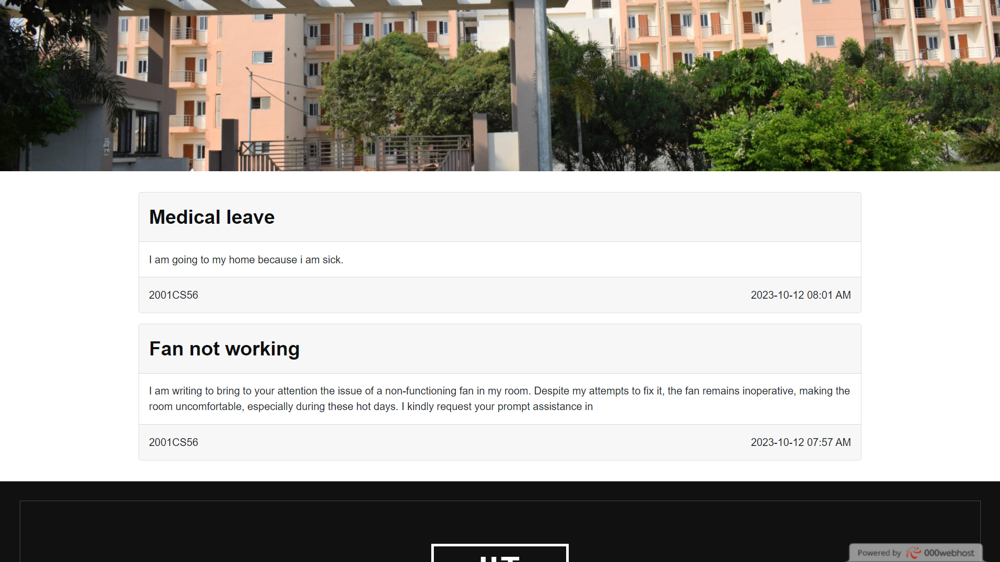 Medical leave
I am going to my home because i am sick.
2001CS56
2023-10-12 08:01 AM
Fan not working
I am writing to bring to your attention the issue of a non-functioning fan in my room. Despite my attempts to fix it, the fan remains inoperative, making the
room uncomfortable, especially during these hot days. I kindly request your prompt assistance in
2001CS56
2023-10-12 07:57 AM
Powered by 000webhost